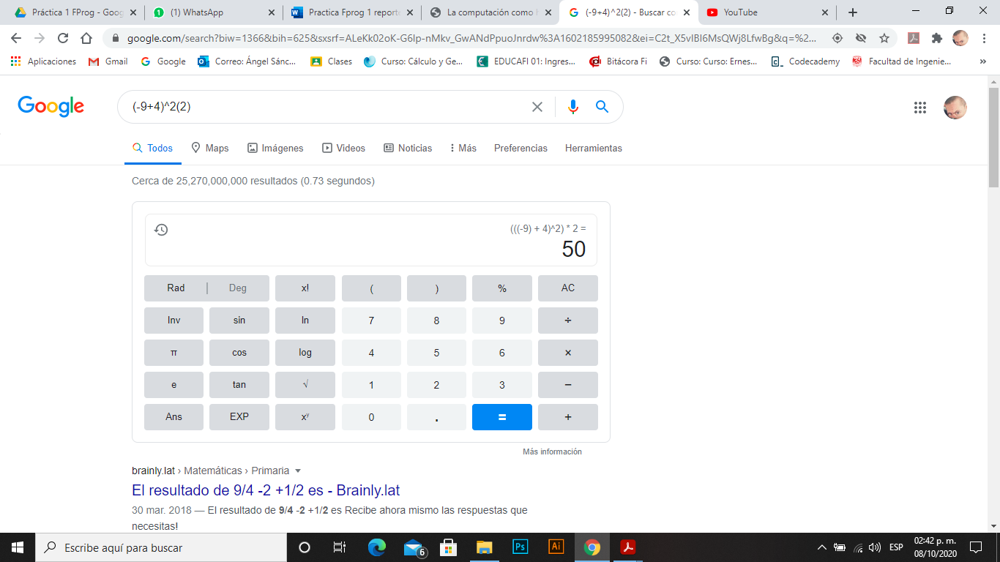 Práctica 1 FProg - Goog
(1) WhatsApp
Practica Fprog 1 report
La computación como h
(-9+4)^2(2) - Buscar co
YouTube
google.com/search?biw=1366&bih=625&sxsrf=ALeKk02oK-G6lp-nMkv_GwANdPpuoJnrdw%3A1602185995082&ei=C2t_X5vIBI6MsQWj8LfwBg&q=%2...
Aplicaciones
Gmail
Google
Correo: Ángel Sánc...
Clases
Curso: Cálculo y Ge...
EDUCAFI 01: Ingres...
Bitácora Fi
Curso: Curso: Ernes...
Codecademy
Facultad de Ingenie...
»
Google
(-9+4)^2(2)
Todos
Maps
Imágenes
Videos
Noticias
Más
Preferencias
Herramientas
Cerca de 25,270,000,000 resultados (0.73 segundos)
(((-9) + 4)^2) * 2 =
50
Rad | Deg x! ( ) % AC
Inv sin ln 7 8 9 ÷
π cos log 4 5 6 ×
e tan √ 1 2 3 −
Ans EXP xʸ 0 . = +
Más información
brainly.lat › Matemáticas › Primaria
El resultado de 9/4 -2 +1/2 es - Brainly.lat
30 mar. 2018 — El resultado de 9/4 -2 +1/2 es Recibe ahora mismo las respuestas que
necesitas!
Escribe aquí para buscar
6
Ps
Ai
ESP
02:42 p. m.
08/10/2020